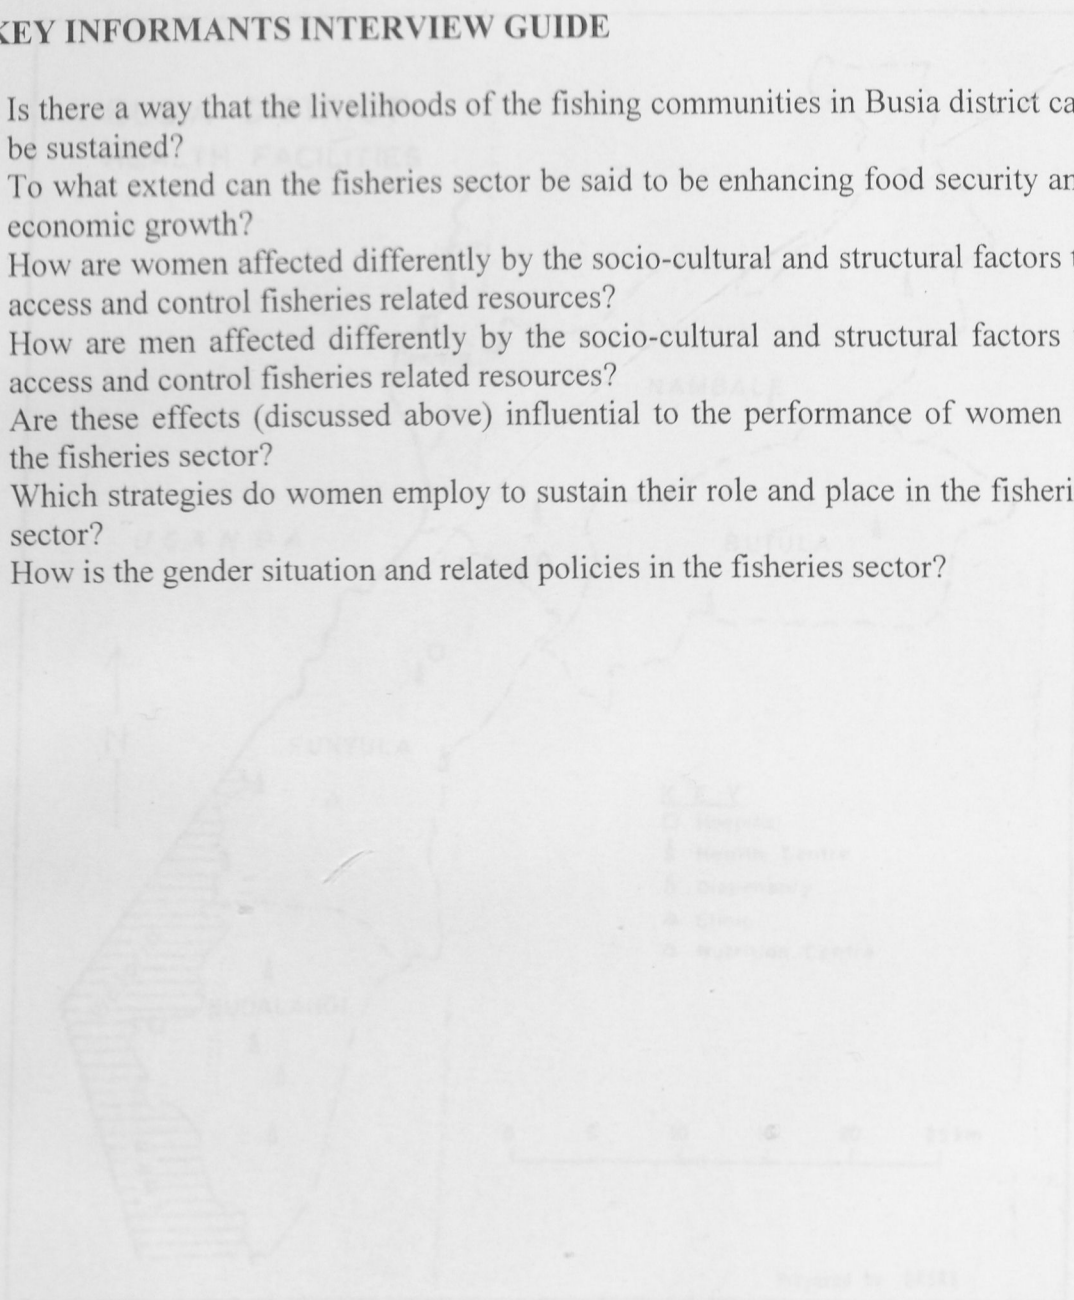 KEY INFORMANTS INTERVIEW GUIDE
Is there a way that the livelihoods of the fishing communities in Busia district ca
be sustained?
To what extend can the fisheries sector be said to be enhancing food security an
economic growth?
How are women affected differently by the socio-cultural and structural factors
access and control fisheries related resources?
How are men affected differently by the socio-cultural and structural factors
access and control fisheries related resources?
Are these effects (discussed above) influential to the performance of women
the fisheries sector?
Which strategies do women employ to sustain their role and place in the fisheri
sector?
How is the gender situation and related policies in the fisheries sector?